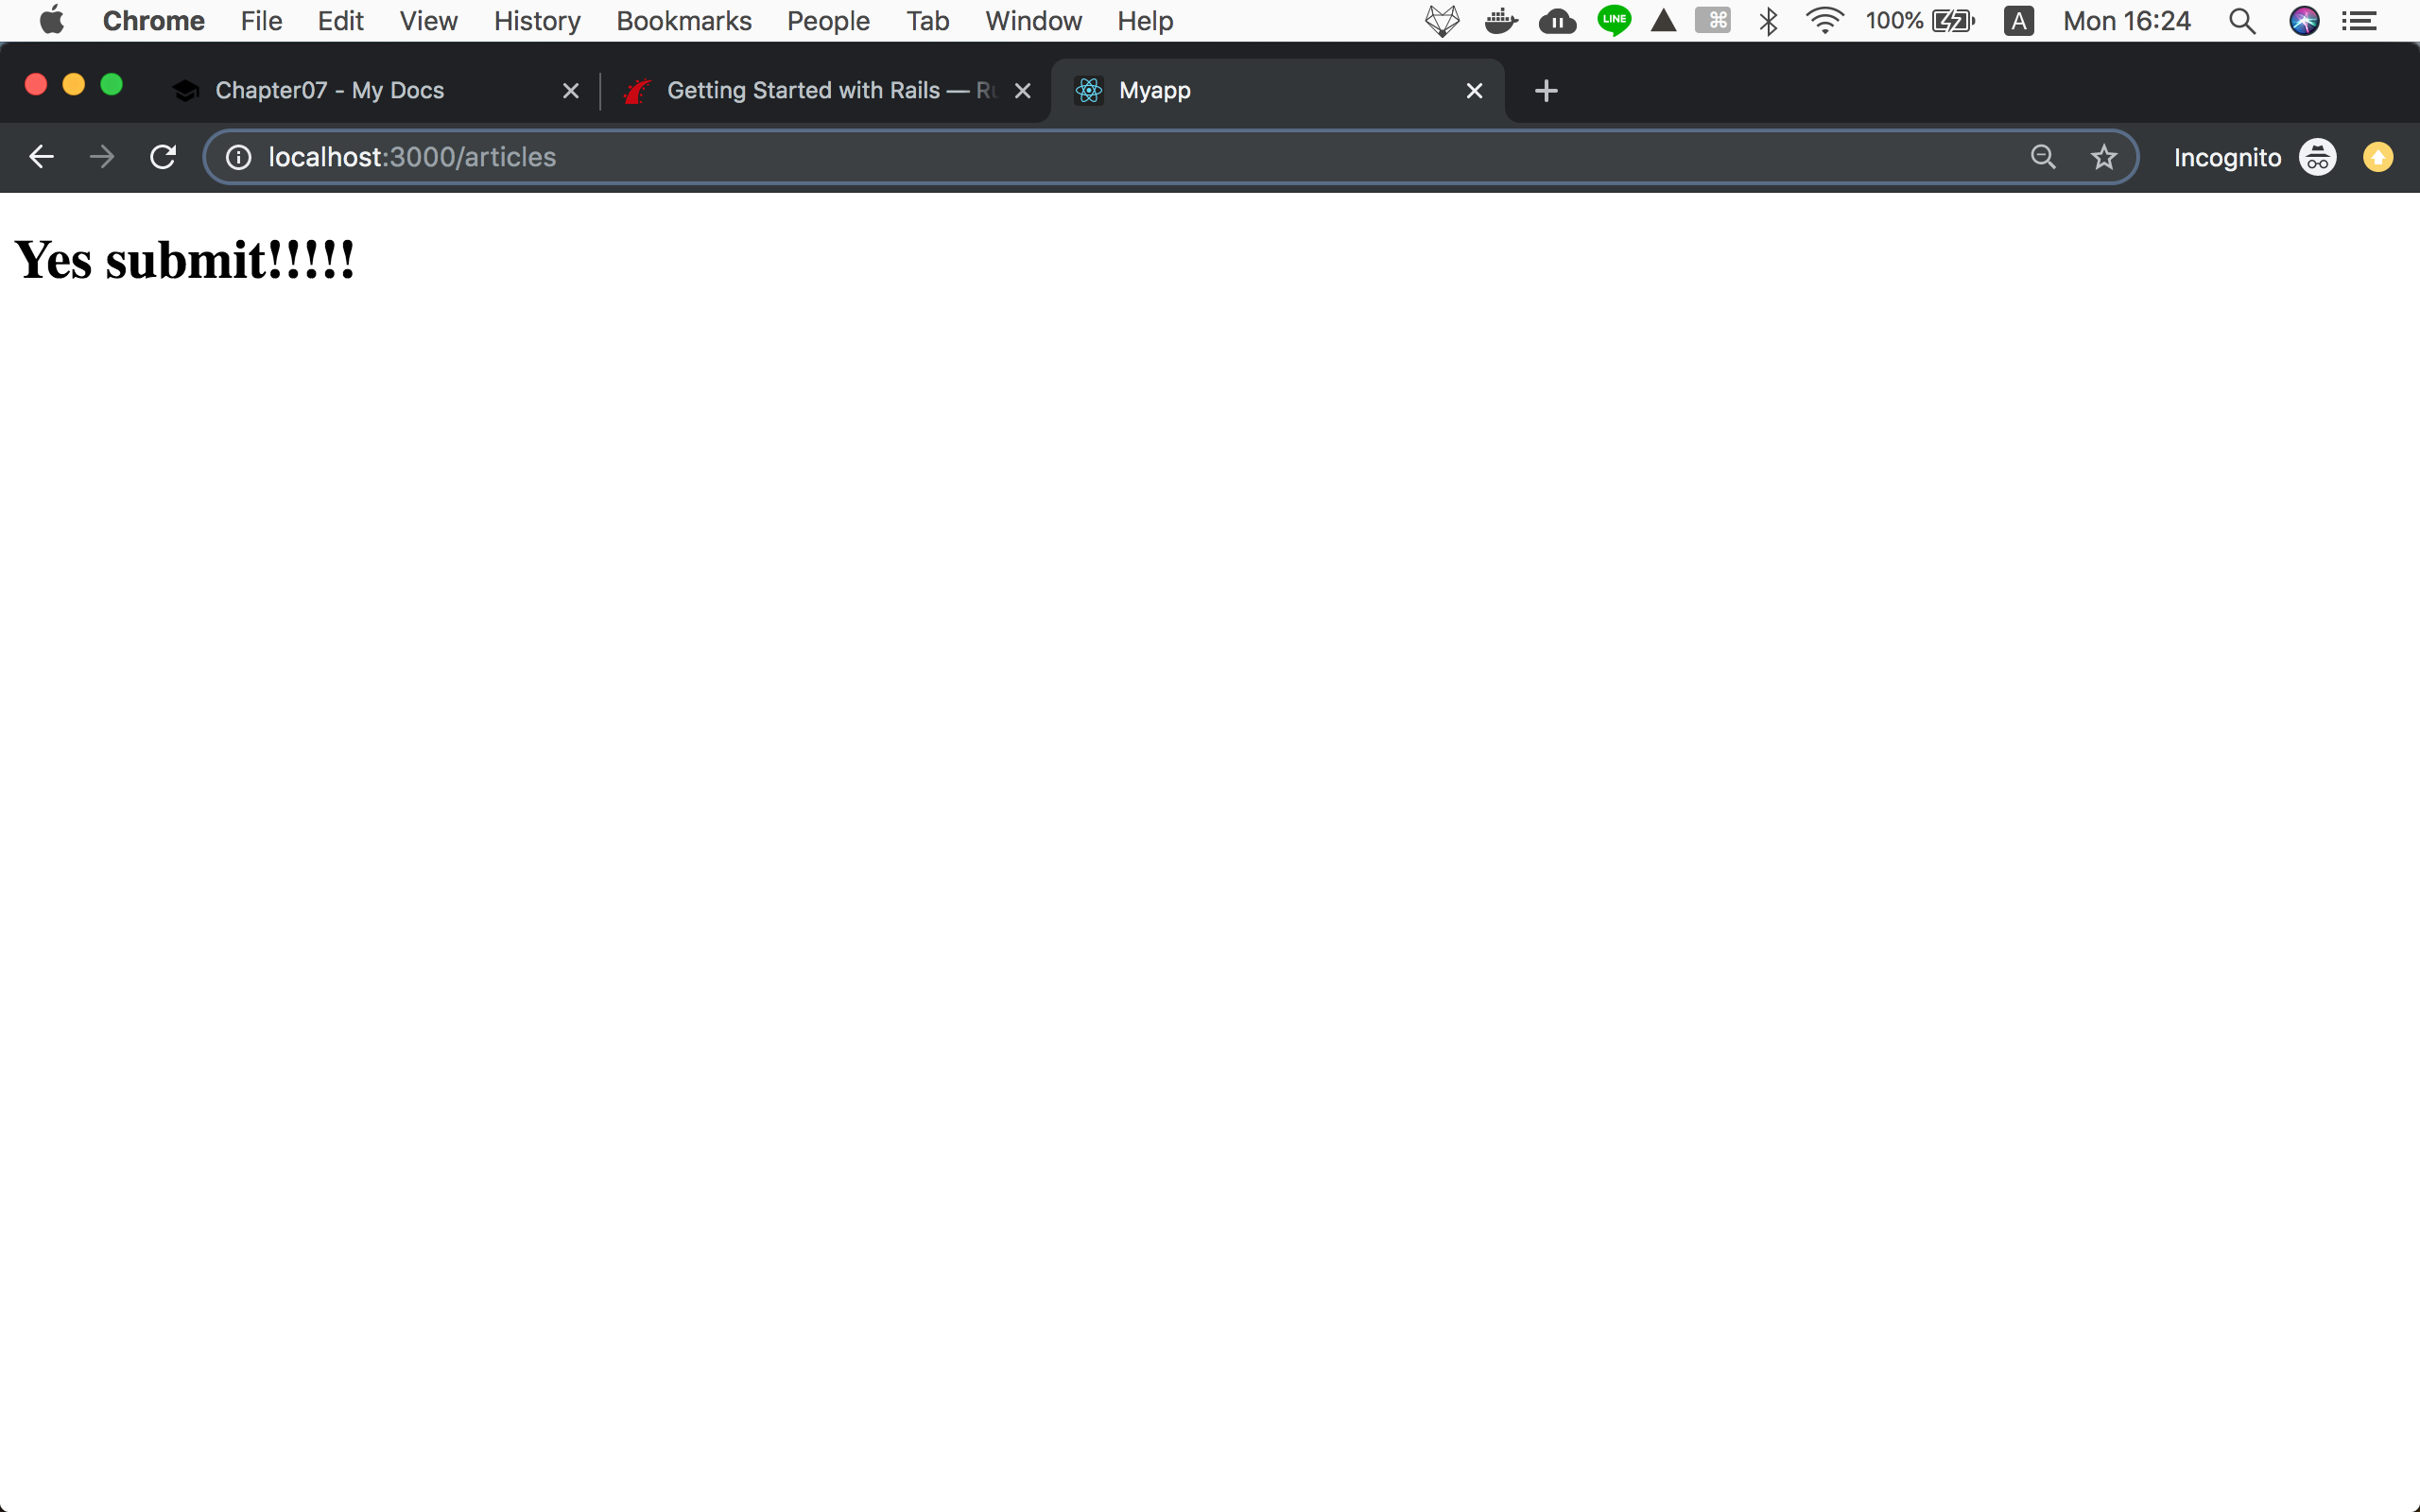 Chrome File Edit View History Bookmarks People Tab Window Help LINE ⌘ 100% A Mon 16:24
Chapter07 - My Docs Getting Started with Rails — Ru Myapp
localhost:3000/articles Incognito
Yes submit!!!!!